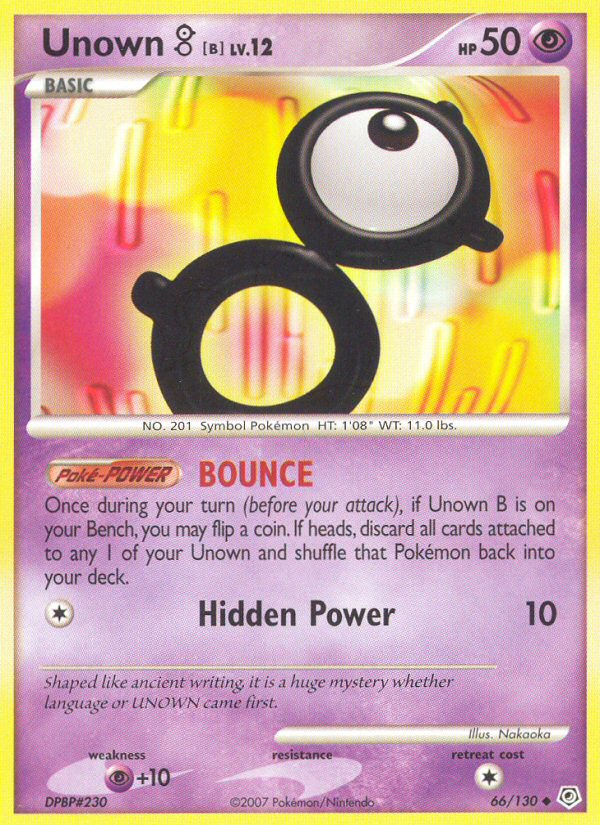 Unown [B] LV.12 HP 50
BASIC
NO. 201 Symbol Pokémon HT: 1'08" WT: 11.0 lbs.
Poké-POWER BOUNCE
Once during your turn (before your attack), if Unown B is on
your Bench, you may flip a coin. If heads, discard all cards attached
to any 1 of your Unown and shuffle that Pokémon back into
your deck.
Hidden Power 10
Shaped like ancient writing, it is a huge mystery whether
language or UNOWN came first.
Illus. Nakaoka
weakness resistance retreat cost
+10
DPBP#230 ©2007 Pokémon/Nintendo 66/130